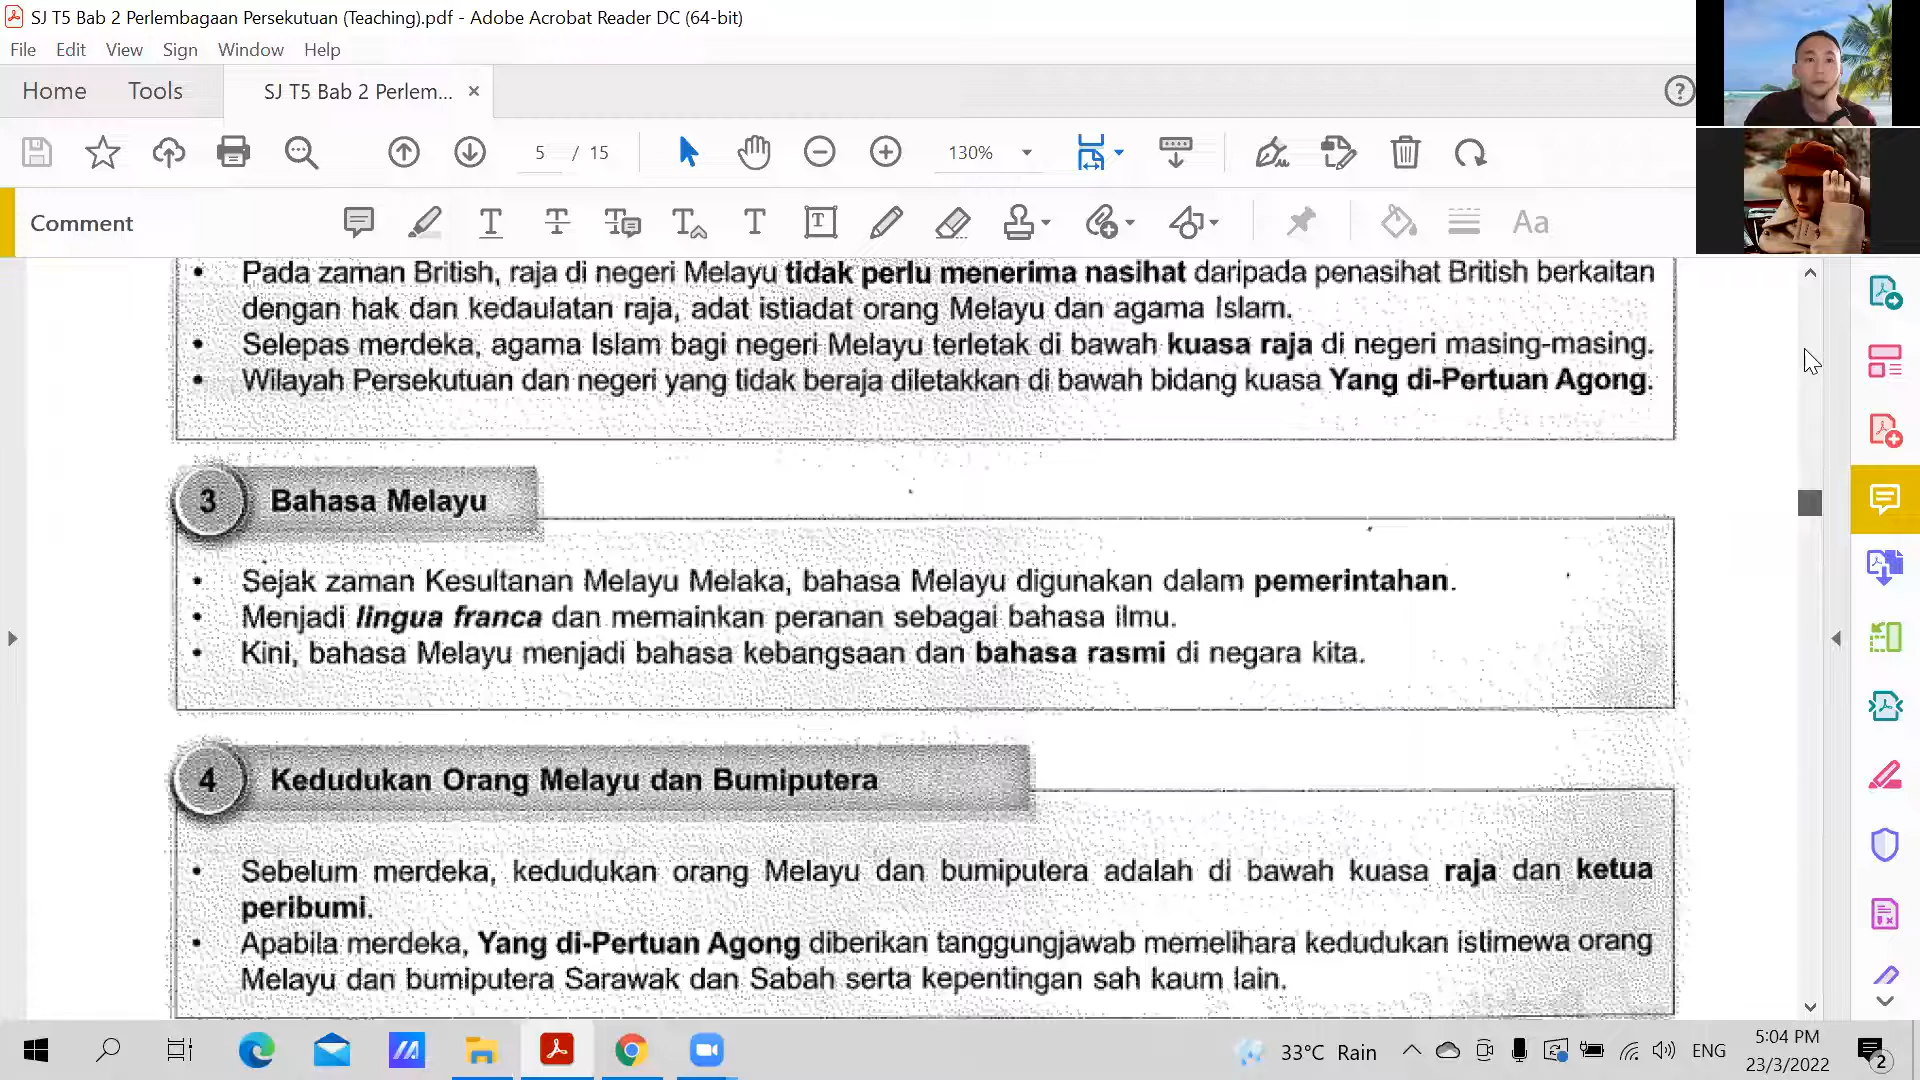 SJ T5 Bab 2 Perlembagaan Persekutuan (Teaching).pdf - Adobe Acrobat Reader DC (64-bit)
File Edit View Sign Window Help
Home Tools SJ T5 Bab 2 Perlem... ×
5 / 15 130%
Comment
Aa
• Pada zaman British, raja di negeri Melayu tidak perlu menerima nasihat daripada penasihat British berkaitan
dengan hak dan kedaulatan raja, adat istiadat orang Melayu dan agama Islam.
• Selepas merdeka, agama Islam bagi negeri Melayu terletak di bawah kuasa raja di negeri masing-masing.
• Wilayah Persekutuan dan negeri yang tidak beraja diletakkan di bawah bidang kuasa Yang di-Pertuan Agong.
3 Bahasa Melayu
• Sejak zaman Kesultanan Melayu Melaka, bahasa Melayu digunakan dalam pemerintahan.
• Menjadi lingua franca dan memainkan peranan sebagai bahasa ilmu.
• Kini, bahasa Melayu menjadi bahasa kebangsaan dan bahasa rasmi di negara kita.
4 Kedudukan Orang Melayu dan Bumiputera
• Sebelum merdeka, kedudukan orang Melayu dan bumiputera adalah di bawah kuasa raja dan ketua
peribumi.
• Apabila merdeka, Yang di-Pertuan Agong diberikan tanggungjawab memelihara kedudukan istimewa orang
Melayu dan bumiputera Sarawak dan Sabah serta kepentingan sah kaum lain.
33°C Rain ENG 5:04 PM
23/3/2022 2